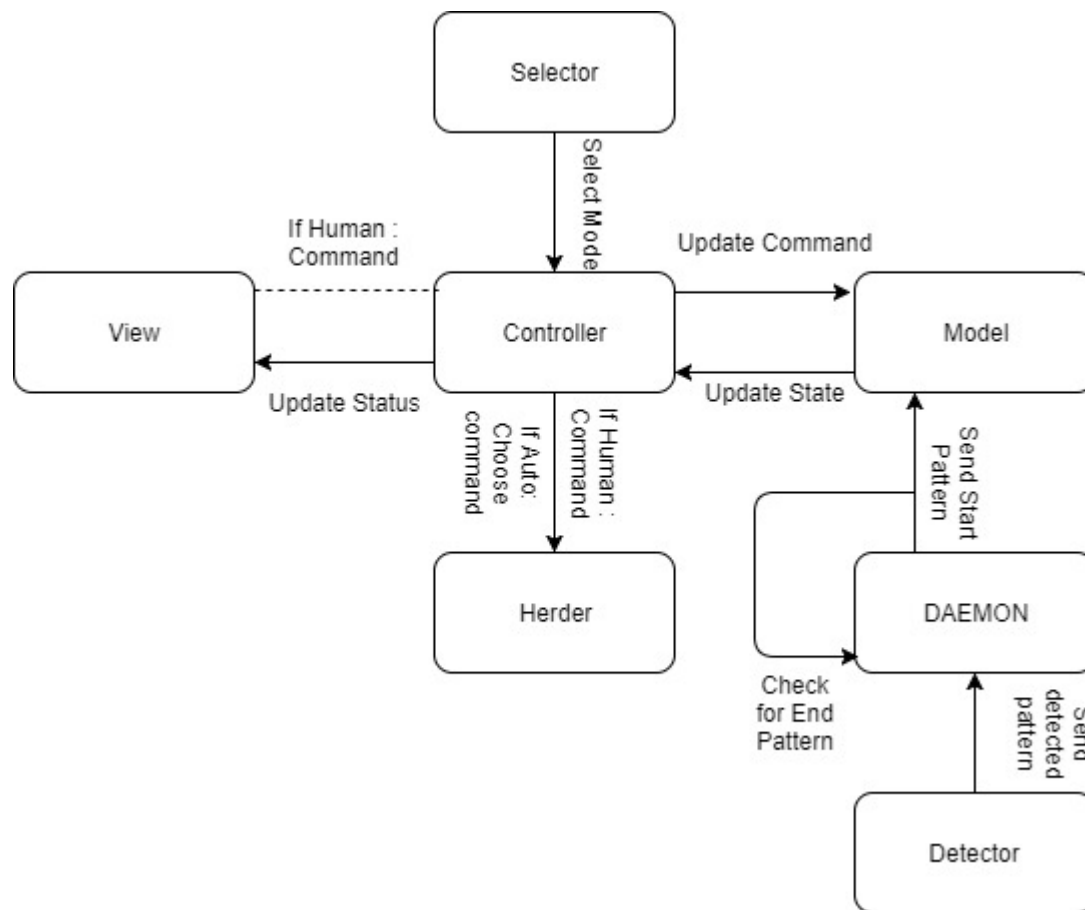 Selector
Select Mode
If Human :
Command
Update Command
View
Controller
Model
Update Status
Update State
If Auto:
Choose
command
If Human :
Command
Send Start
Pattern
Herder
DAEMON
Check
for End
Pattern
Send
detected
pattern
Detector